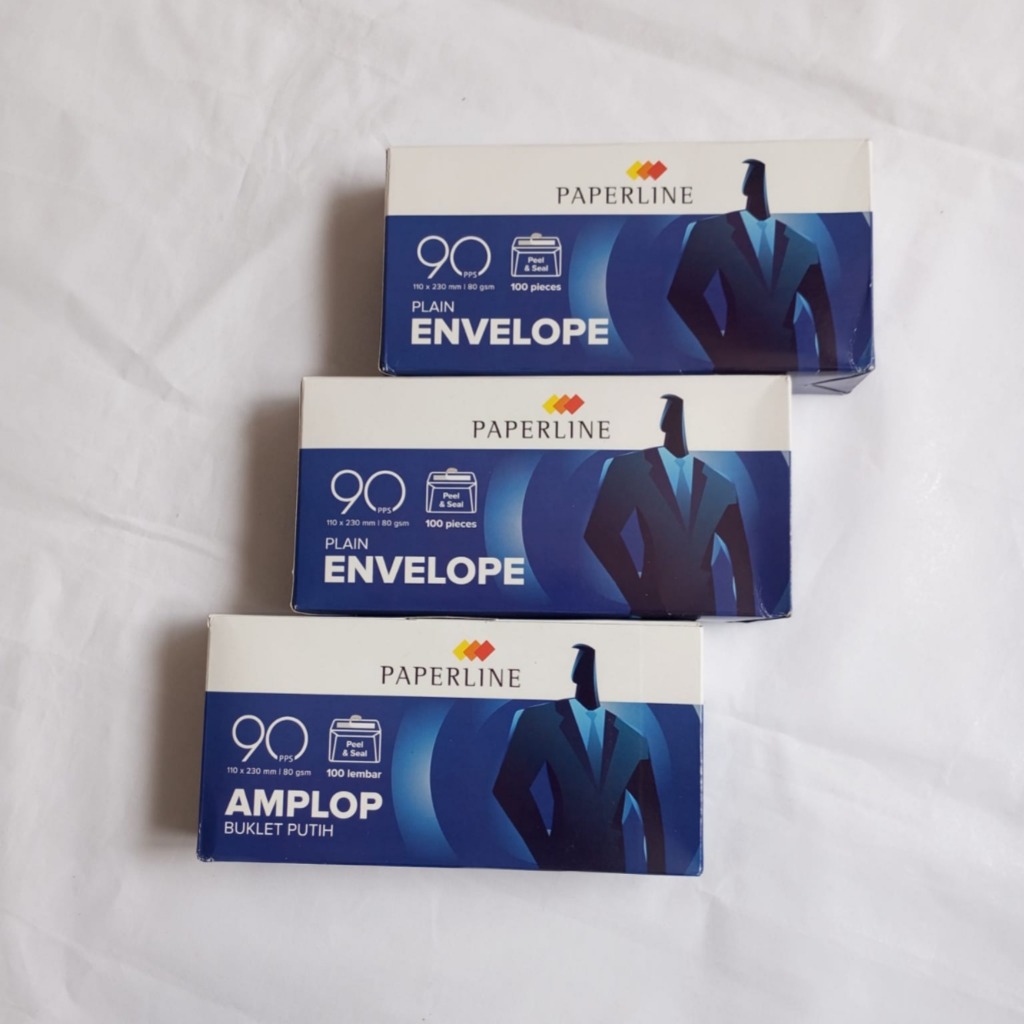 PAPERLINE
90 PPS
Peel
& Seal
110 x 230 mm | 80 gsm
100 pieces
PLAIN
ENVELOPE
PAPERLINE
90 PPS
Peel
& Seal
110 x 230 mm | 80 gsm
100 pieces
PLAIN
ENVELOPE
PAPERLINE
90 PPS
Peel
& Seal
110 x 230 mm | 80 gsm
100 lembar
AMPLOP
BUKLET PUTIH